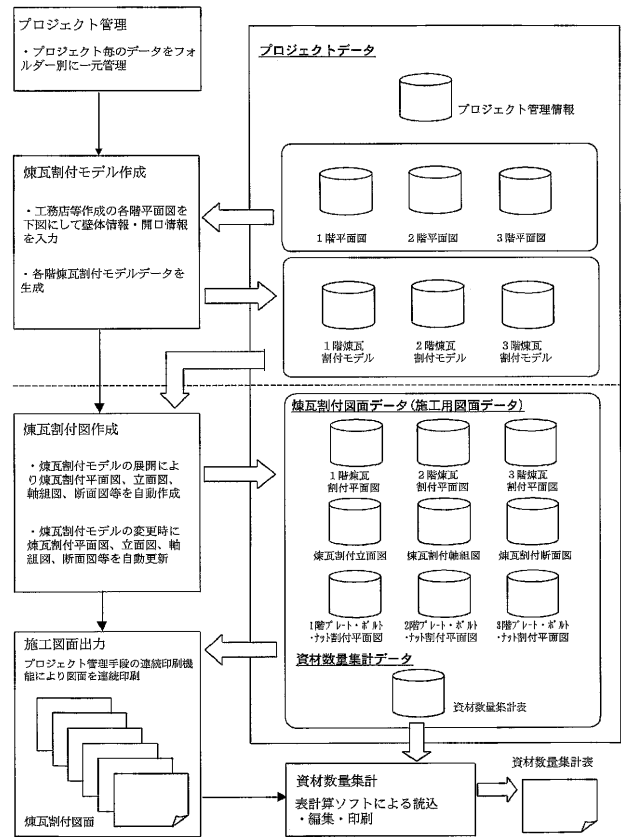 プロジェクト管理
・プロジェクト毎のデータをフォ
ルダー別に一元管理
プロジェクトデータ
プロジェクト管理情報
煉瓦割付モデル作成
・工務店等作成の各階平面図を
下図にして壁体情報・開口情報
を入力
・各階煉瓦割付モデルデータを
生成
1階平面図
2階平面図
3階平面図
1階煉瓦
割付モデル
2階煉瓦
割付モデル
3階煉瓦
割付モデル
煉瓦割付図作成
・煉瓦割付モデルの展開によ
り煉瓦割付平面図、立面図、
軸組図、断面図等を自動作成
・煉瓦割付モデルの変更時に
煉瓦割付平面図、立面図、軸
組図、断面図等を自動更新
煉瓦割付図面データ(施工用図面データ)
1階煉瓦
割付平面図
2階煉瓦
割付平面図
3階煉瓦
割付平面図
煉瓦割付立面図
煉瓦割付軸組図
煉瓦割付断面図
1階プレート・ボルト
・ナット割付平面図
2階プレート・ボルト
・ナット割付平面図
3階プレート・ボルト
・ナット割付平面図
資材数量集計データ
資材数量集計表
施工図面出力
プロジェクト管理手段の連続印刷機
能により図面を連続印刷
煉瓦割付図面
資材数量集計
表計算ソフトによる読込
・編集・印刷
資材数量集計表